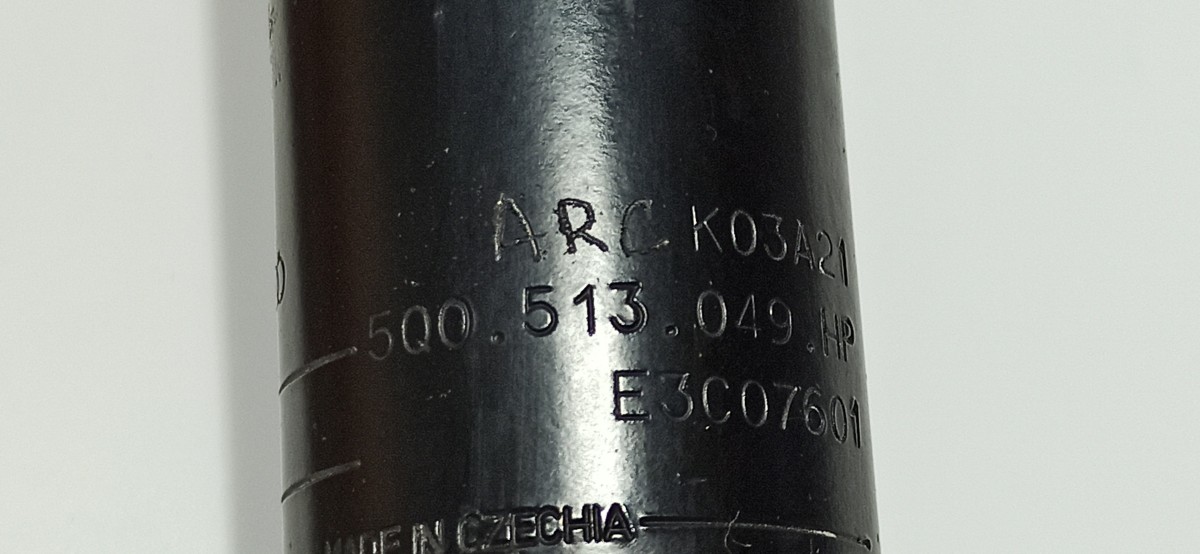 ARC K03A21
5Q0.513.049.HP
E3C07601
MADE IN CZECHIA